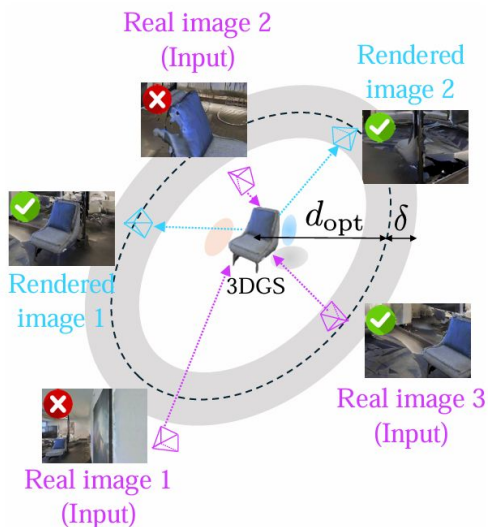 Real image 2
(Input)
Rendered
image 2
d_opt
δ
Rendered
image 1
3DGS
Real image 3
(Input)
Real image 1
(Input)